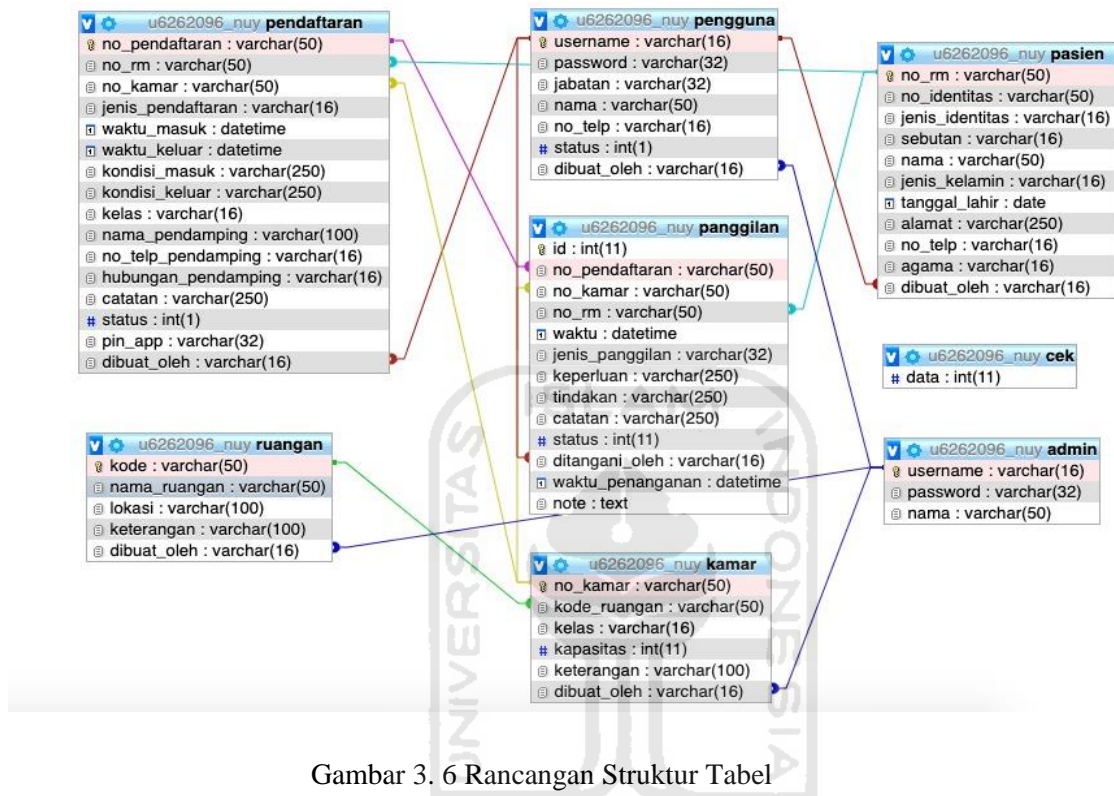 u6262096_nuy pendaftaran
no_pendaftaran : varchar(50)
no_rm : varchar(50)
no_kamar : varchar(50)
jenis_pendaftaran : varchar(16)
waktu_masuk : datetime
waktu_keluar : datetime
kondisi_masuk : varchar(250)
kondisi_keluar : varchar(250)
kelas : varchar(16)
nama_pendamping : varchar(100)
no_telp_pendamping : varchar(16)
hubungan_pendamping : varchar(16)
catatan : varchar(250)
# status : int(1)
pin_app : varchar(32)
dibuat_oleh : varchar(16)
u6262096_nuy pengguna
username : varchar(16)
password : varchar(32)
jabatan : varchar(32)
nama : varchar(50)
no_telp : varchar(16)
# status : int(1)
dibuat_oleh : varchar(16)
u6262096_nuy pasien
no_rm : varchar(50)
no_identitas : varchar(50)
jenis_identitas : varchar(16)
sebutan : varchar(16)
nama : varchar(50)
jenis_kelamin : varchar(16)
tanggal_lahir : date
alamat : varchar(250)
no_telp : varchar(16)
agama : varchar(16)
dibuat_oleh : varchar(16)
u6262096_nuy panggilan
id : int(11)
no_pendaftaran : varchar(50)
no_kamar : varchar(50)
no_rm : varchar(50)
waktu : datetime
jenis_panggilan : varchar(32)
keperluan : varchar(250)
tindakan : varchar(250)
catatan : varchar(250)
# status : int(11)
ditangani_oleh : varchar(16)
waktu_penanganan : datetime
note : text
u6262096_nuy cek
# data : int(11)
u6262096_nuy ruangan
kode : varchar(50)
nama_ruangan : varchar(50)
lokasi : varchar(100)
keterangan : varchar(100)
dibuat_oleh : varchar(16)
u6262096_nuy admin
username : varchar(16)
password : varchar(32)
nama : varchar(50)
u6262096_nuy kamar
no_kamar : varchar(50)
kode_ruangan : varchar(50)
kelas : varchar(16)
# kapasitas : int(11)
keterangan : varchar(100)
dibuat_oleh : varchar(16)
UNIVERSITAS
ISLAM
INDONESIA
Gambar 3. 6 Rancangan Struktur Tabel